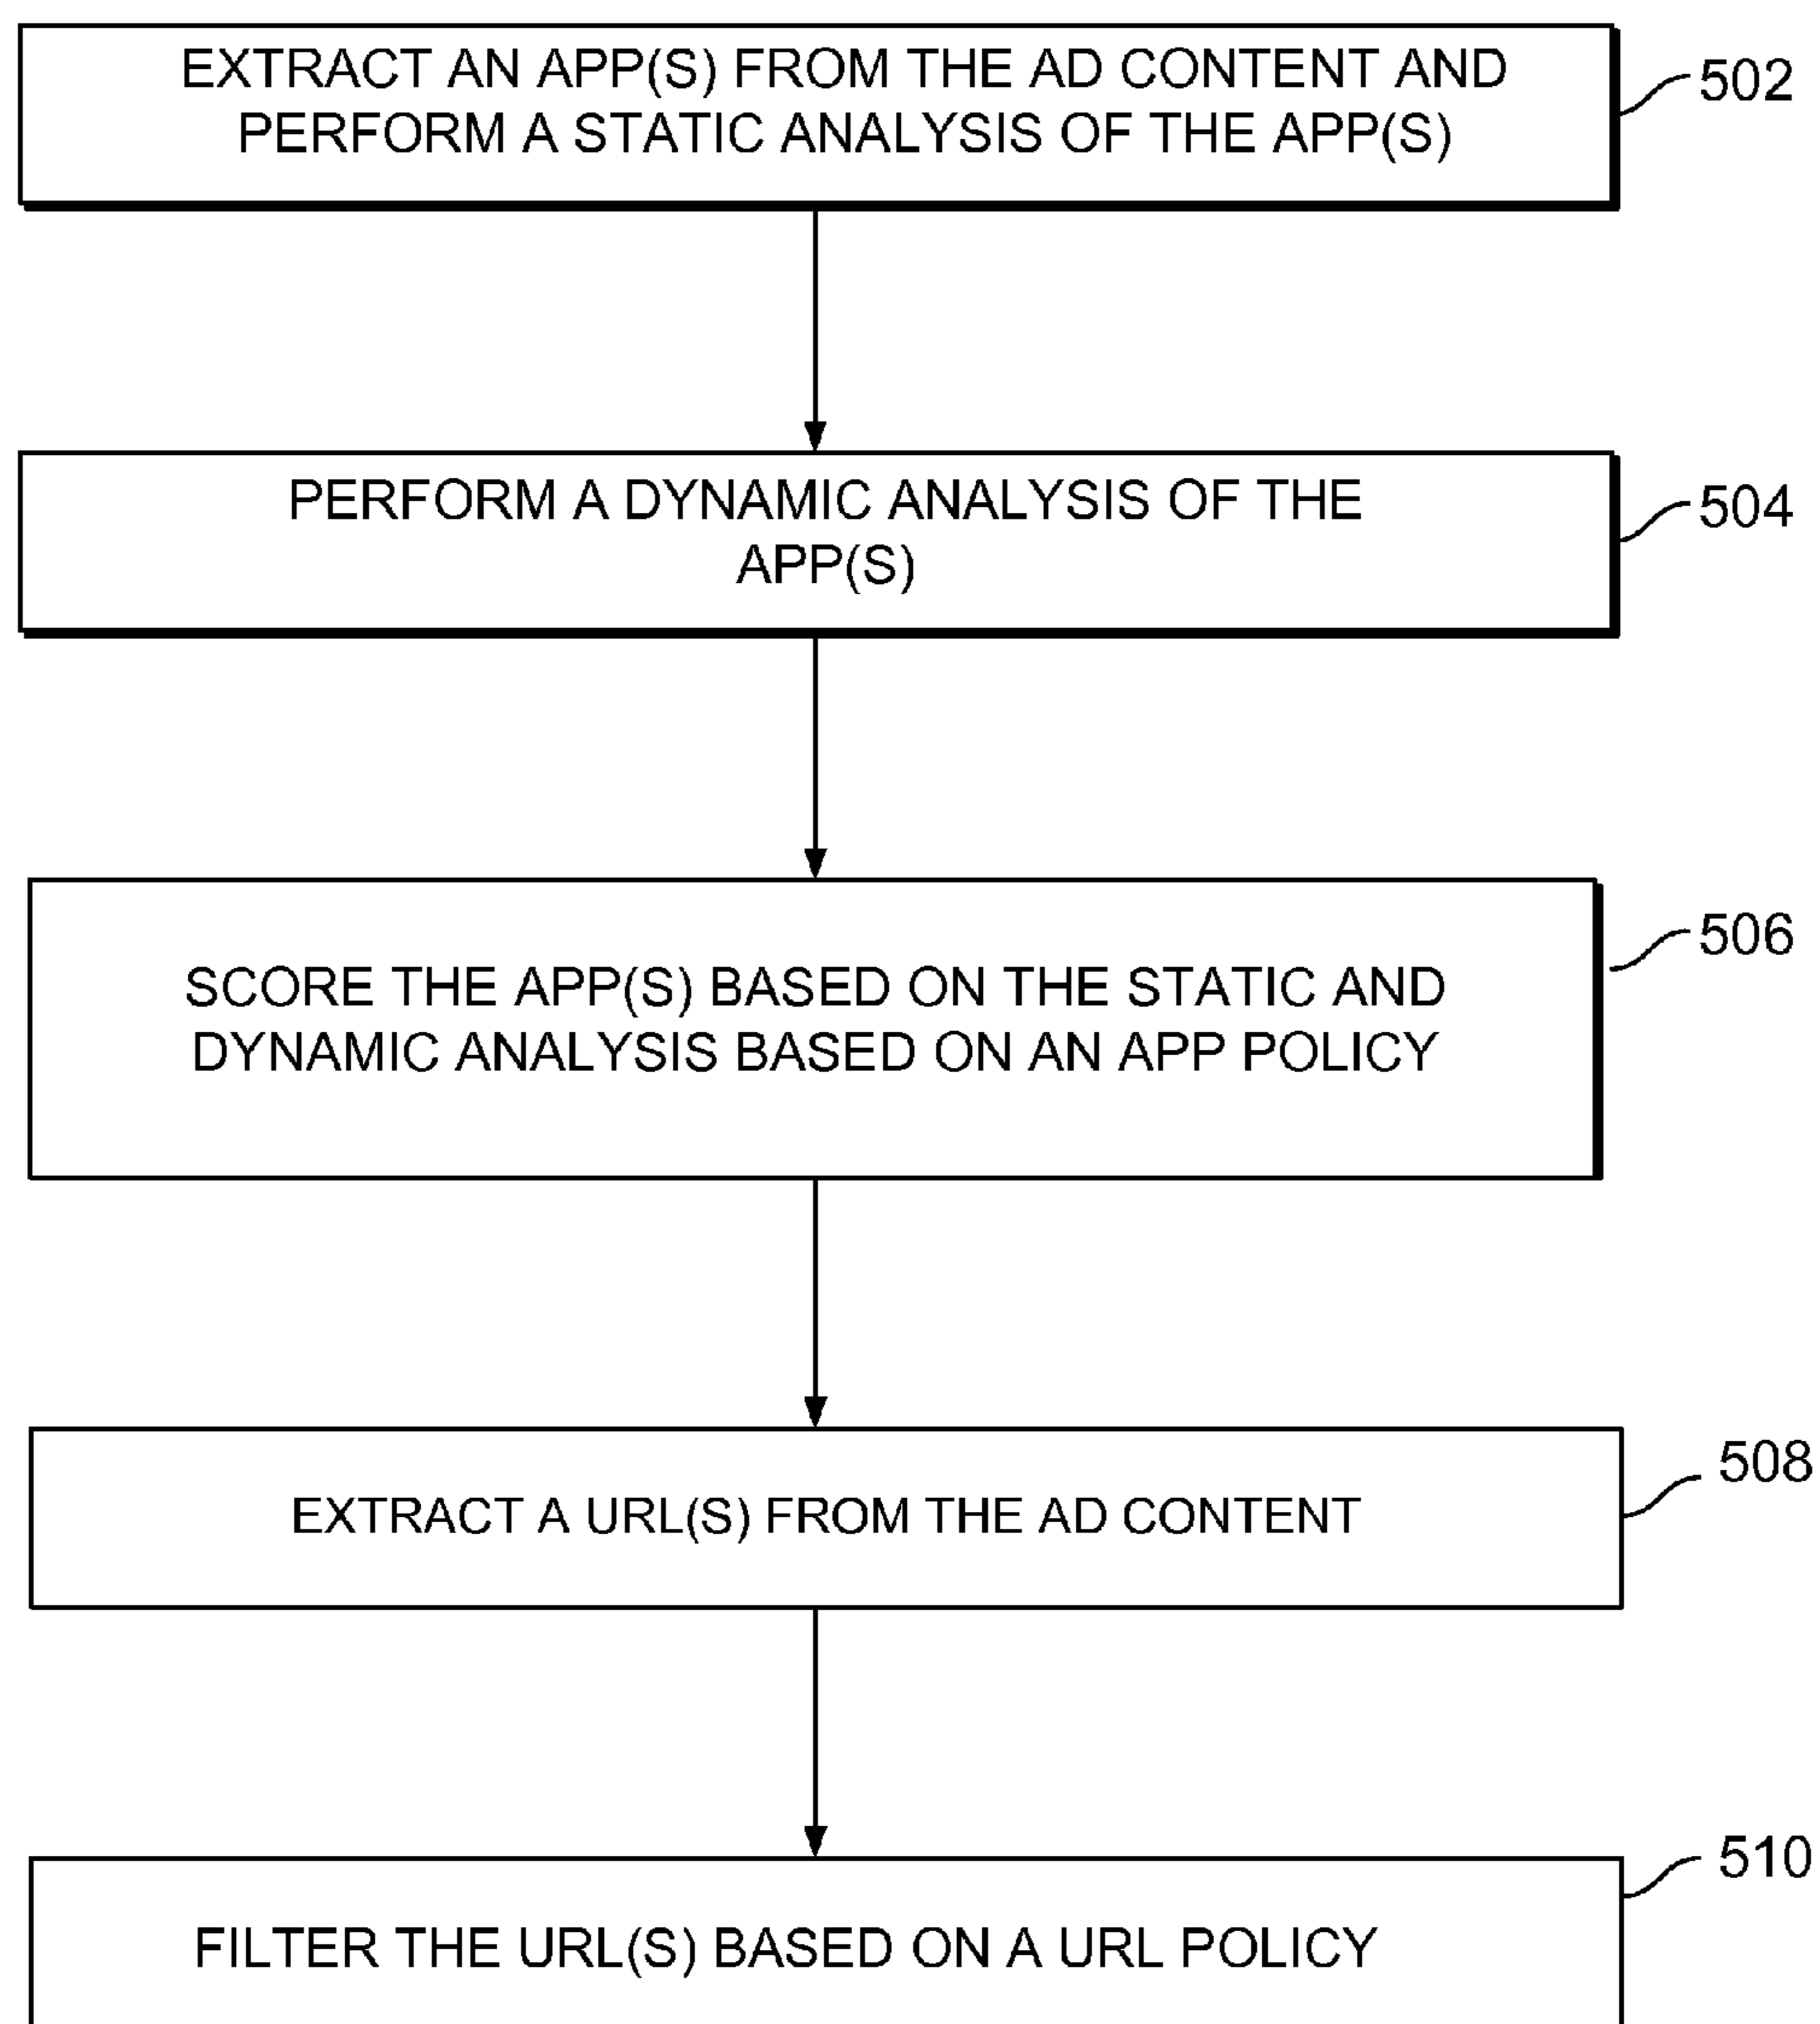 EXTRACT AN APP(S) FROM THE AD CONTENT AND
PERFORM A STATIC ANALYSIS OF THE APP(S)
502
PERFORM A DYNAMIC ANALYSIS OF THE
APP(S)
504
SCORE THE APP(S) BASED ON THE STATIC AND
DYNAMIC ANALYSIS BASED ON AN APP POLICY
506
EXTRACT A URL(S) FROM THE AD CONTENT
508
FILTER THE URL(S) BASED ON A URL POLICY
510